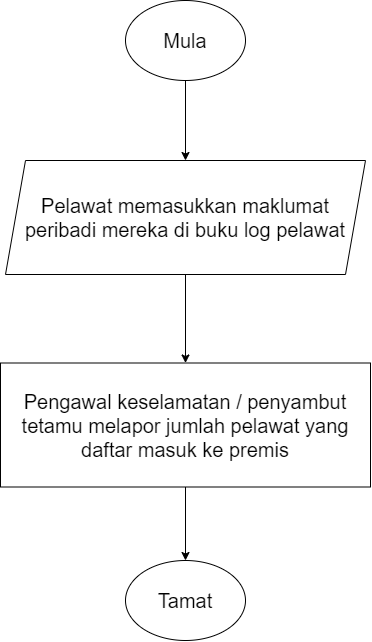 Mula
Pelawat memasukkan maklumat
peribadi mereka di buku log pelawat
Pengawal keselamatan / penyambut
tetamu melapor jumlah pelawat yang
daftar masuk ke premis
Tamat